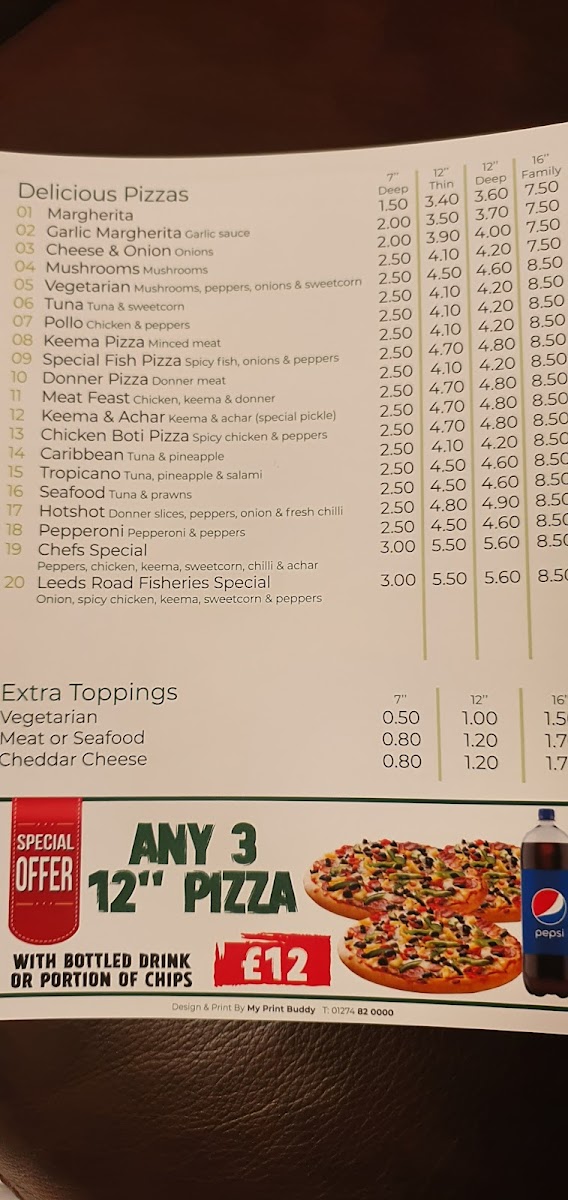 7" 12" 12" 16"
Delicious Pizzas Deep Thin Deep Family
01 Margherita 1.50 3.40 3.60 7.50
02 Garlic Margherita Garlic sauce 2.00 3.50 3.70 7.50
03 Cheese & Onion Onions 2.00 3.90 4.00 7.50
04 Mushrooms Mushrooms 2.50 4.10 4.20 7.50
05 Vegetarian Mushrooms, peppers, onions & sweetcorn 2.50 4.50 4.60 8.50
06 Tuna Tuna & sweetcorn 2.50 4.10 4.20 8.50
07 Pollo Chicken & peppers 2.50 4.10 4.20 8.50
08 Keema Pizza Minced meat 2.50 4.10 4.20 8.50
09 Special Fish Pizza Spicy fish, onions & peppers 2.50 4.70 4.80 8.50
10 Donner Pizza Donner meat 2.50 4.10 4.20 8.50
11 Meat Feast Chicken, keema & donner 2.50 4.70 4.80 8.50
12 Keema & Achar Keema & achar (special pickle) 2.50 4.70 4.80 8.50
13 Chicken Boti Pizza Spicy chicken & peppers 2.50 4.70 4.80 8.50
14 Caribbean Tuna & pineapple 2.50 4.10 4.20 8.50
15 Tropicano Tuna, pineapple & salami 2.50 4.50 4.60 8.50
16 Seafood Tuna & prawns 2.50 4.50 4.60 8.50
17 Hotshot Donner slices, peppers, onion & fresh chilli 2.50 4.80 4.90 8.50
18 Pepperoni Pepperoni & peppers 2.50 4.50 4.60 8.50
19 Chefs Special 3.00 5.50 5.60 8.50
Peppers, chicken, keema, sweetcorn, chilli & achar
20 Leeds Road Fisheries Special 3.00 5.50 5.60 8.50
Onion, spicy chicken, keema, sweetcorn & peppers
Extra Toppings 7" 12" 16"
Vegetarian 0.50 1.00 1.5
Meat or Seafood 0.80 1.20 1.7
Cheddar Cheese 0.80 1.20 1.7
SPECIAL OFFER
ANY 3
12" PIZZA
WITH BOTTLED DRINK
OR PORTION OF CHIPS
£12
pepsi
Design & Print By My Print Buddy T: 01274 82 0000